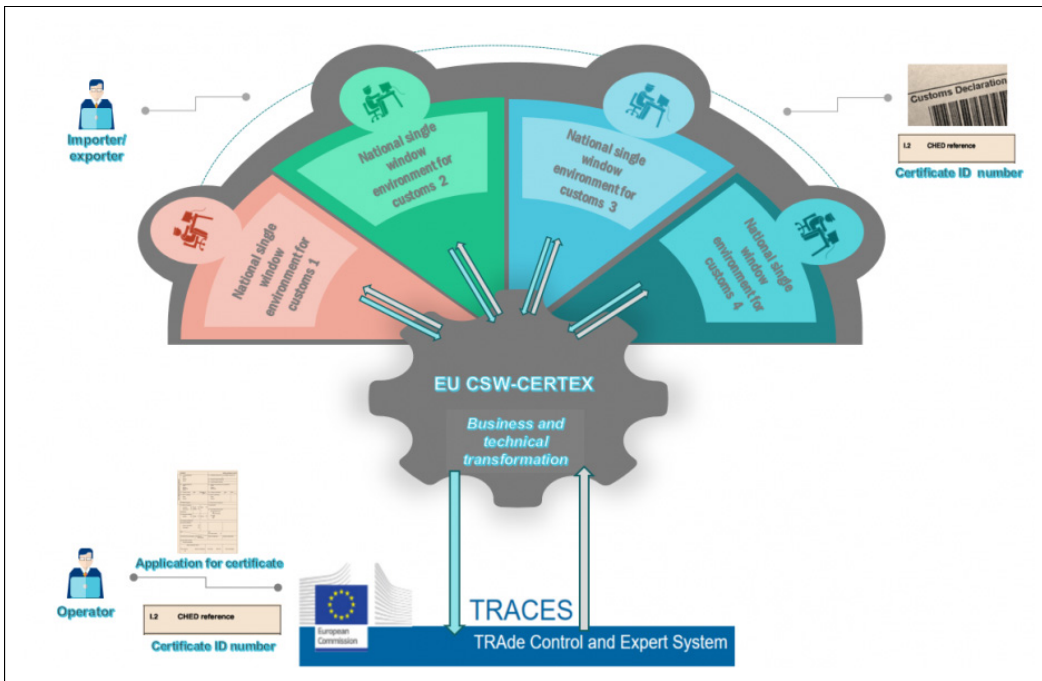 Importer/
exporter
National single
window
environment for
customs 1
National single
window
environment for
customs 2
National single
window
environment for
customs 3
National single
window
environment for
customs 4
Customs Declaration
I.2 CHED reference
Certificate ID number
EU CSW-CERTEX
Business and
technical
transformation
Application for certificate
Operator
I.2 CHED reference
Certificate ID number
European
Commission
TRACES
TRAde Control and Expert System